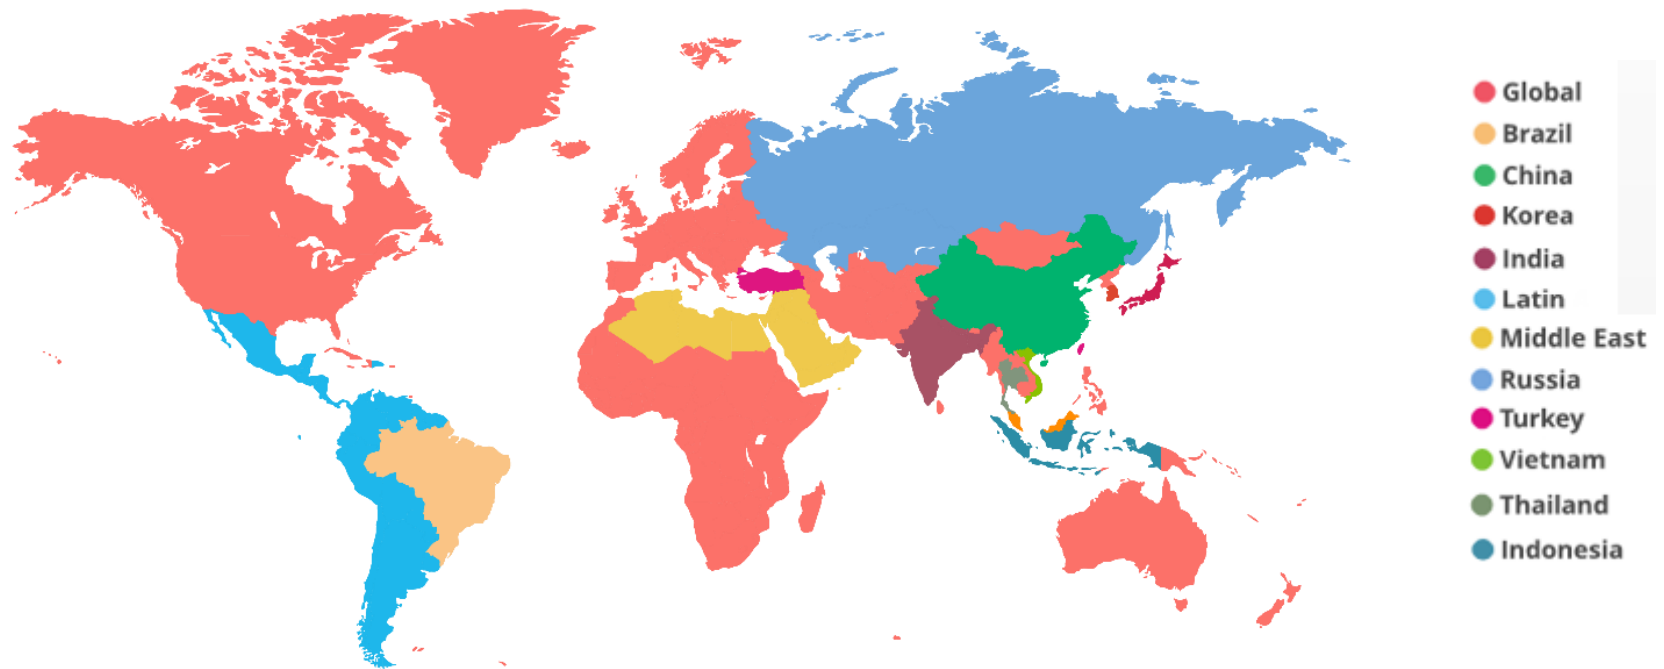 Global
Brazil
China
Korea
India
Latin
Middle East
Russia
Turkey
Vietnam
Thailand
Indonesia